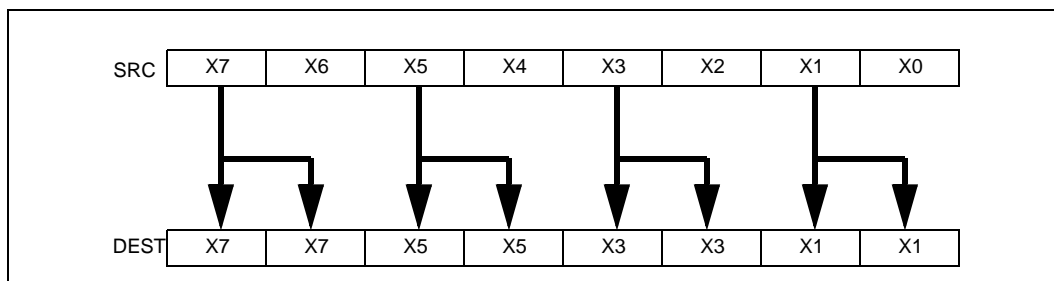 SRC X7 X6 X5 X4 X3 X2 X1 X0
DEST X7 X7 X5 X5 X3 X3 X1 X1